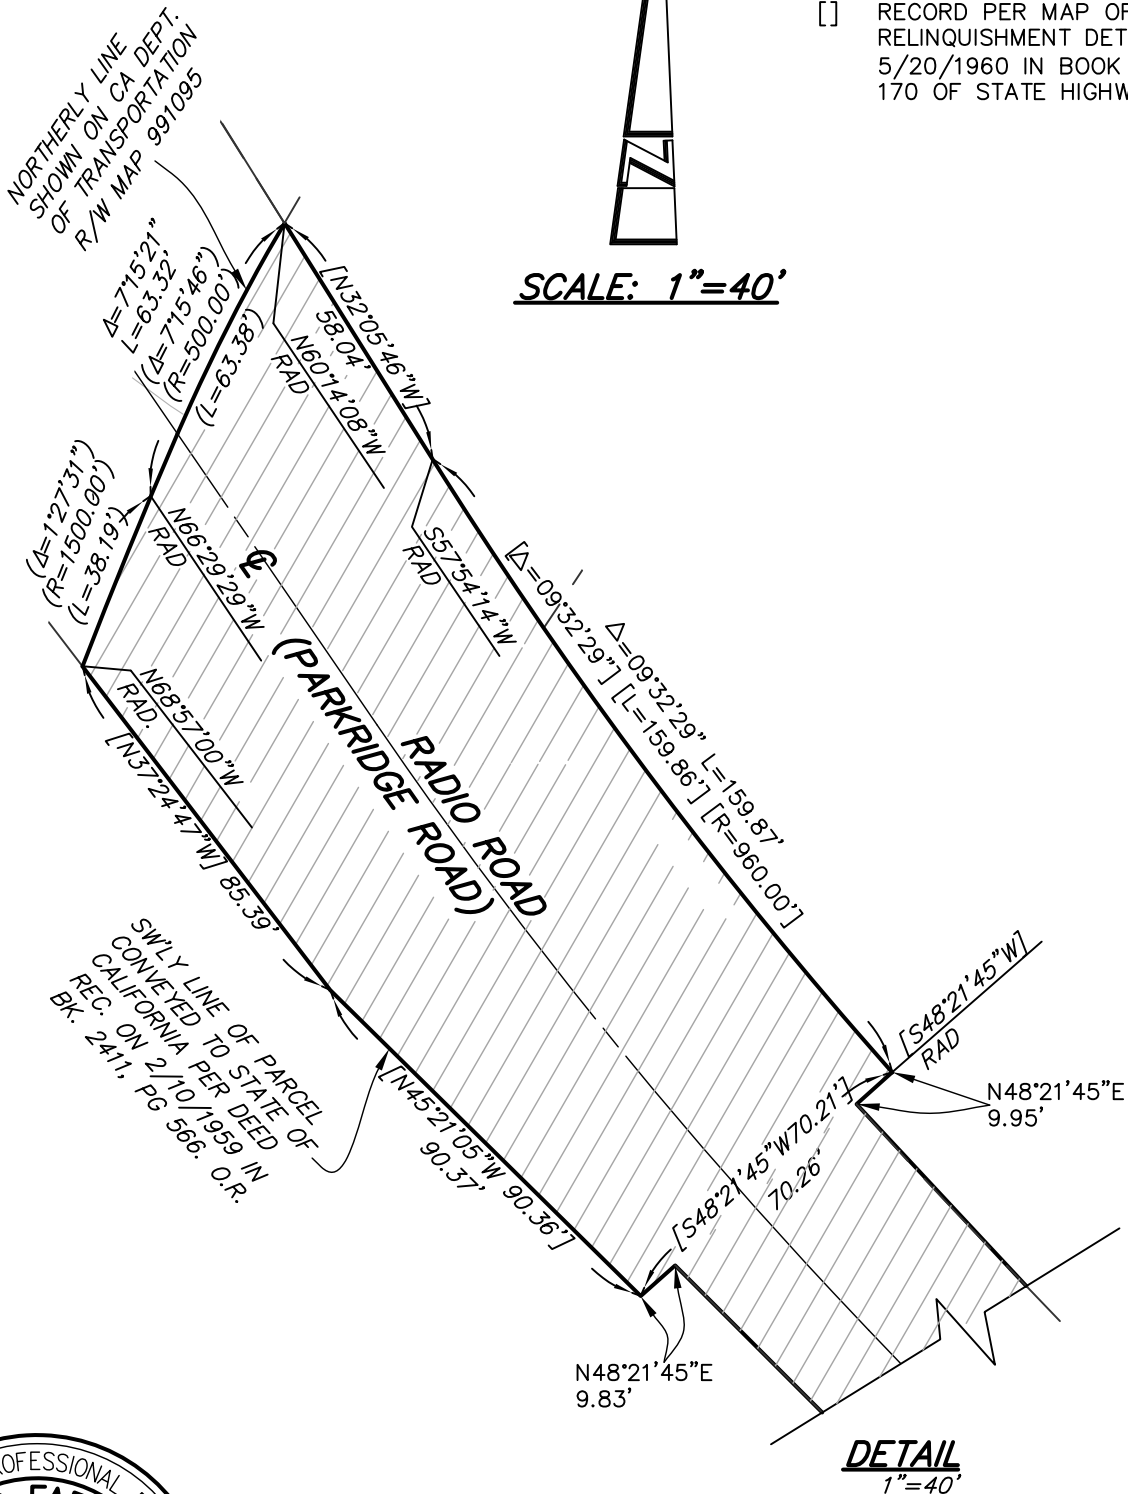 [] RECORD PER MAP OF
RELINQUISHMENT DET
5/20/1960 IN BOOK
170 OF STATE HIGHW
NORTHERLY LINE
SHOWN ON CA DEPT.
OF TRANSPORTATION
R/W MAP 991095
SCALE: 1"=40'
Δ=7°15'21"
L=63.32'
(Δ=7°15'46")
(R=500.00')
(L=63.38')
[N32°05'46"W]
58.04'
N60°14'08"W
RAD
(Δ=1°27'31")
(R=1500.00')
(L=38.19')
N66°29'29"W
RAD
S57°54'14"W
RAD
[Δ=09°32'29"] [L=159.86'] [R=960.00']
Δ=09°32'29" L=159.87'
N68°57'00"W
RAD.
℄
RADIO ROAD
(PARKRIDGE ROAD)
[N37°24'47"W] 85.39'
SW'LY LINE OF PARCEL
CONVEYED TO STATE OF
CALIFORNIA PER DEED
REC. ON 2/10/1959 IN
BK. 2411, PG 566. O.R.
[N45°21'05"W 90.36']
90.37'
[S48°21'45"W]
RAD
N48°21'45"E
9.95'
[S48°21'45"W70.21']
70.26'
N48°21'45"E
9.83'
DETAIL
1"=40'
OFESSIONAL